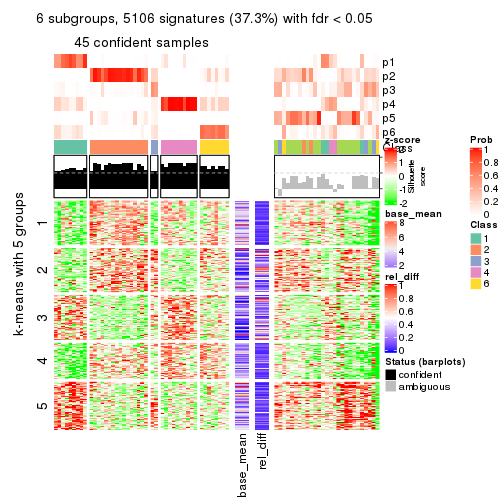 6 subgroups, 5106 signatures (37.3%) with fdr < 0.05
45 confident samples
p1
p2
p3
p4
p5
p6
z-score
Class
2
1
0
-1
-2
Silhouette
score
base_mean
8
6
4
2
rel_diff
1
0.8
0.6
0.4
0.2
0
Status (barplots)
confident
ambiguous
Prob
1
0.8
0.6
0.4
0.2
0
Class
1
2
3
4
6
k-means with 5 groups
1
2
3
4
5
base_mean
rel_diff